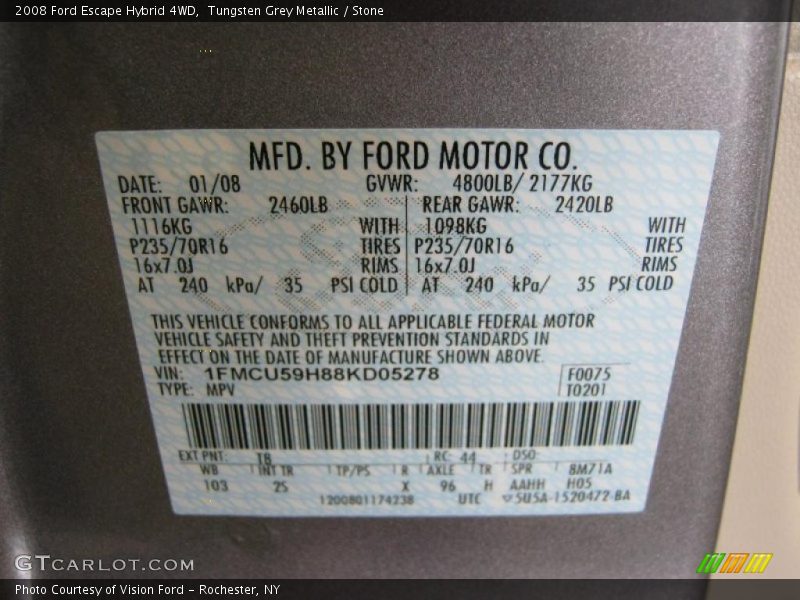 2008 Ford Escape Hybrid 4WD,  Tungsten Grey Metallic / Stone
MFD. BY FORD MOTOR CO.
DATE: 01/08 GVWR: 4800LB/ 2177KG
FRONT GAWR: 2460LB REAR GAWR: 2420LB
1116KG WITH 1098KG WITH
P235/70R16 TIRES P235/70R16 TIRES
16x7.0J RIMS 16x7.0J RIMS
AT 240 kPa/ 35 PSI COLD AT 240 kPa/ 35 PSI COLD
THIS VEHICLE CONFORMS TO ALL APPLICABLE FEDERAL MOTOR
VEHICLE SAFETY AND THEFT PREVENTION STANDARDS IN
EFFECT ON THE DATE OF MANUFACTURE SHOWN ABOVE.
VIN: 1FMCU59H88KD05278 F0075
TYPE: MPV T0201
EXT PNT: T8 RC: 44 DSO:
WB INT TR TP/PS R AXLE TR SPR 8M71A
103 2S X 96 H AAHH H05
1200801174238 UTC 5U5A-1520472-BA
GTCARLOT.COM
Photo Courtesy of Vision Ford - Rochester, NY